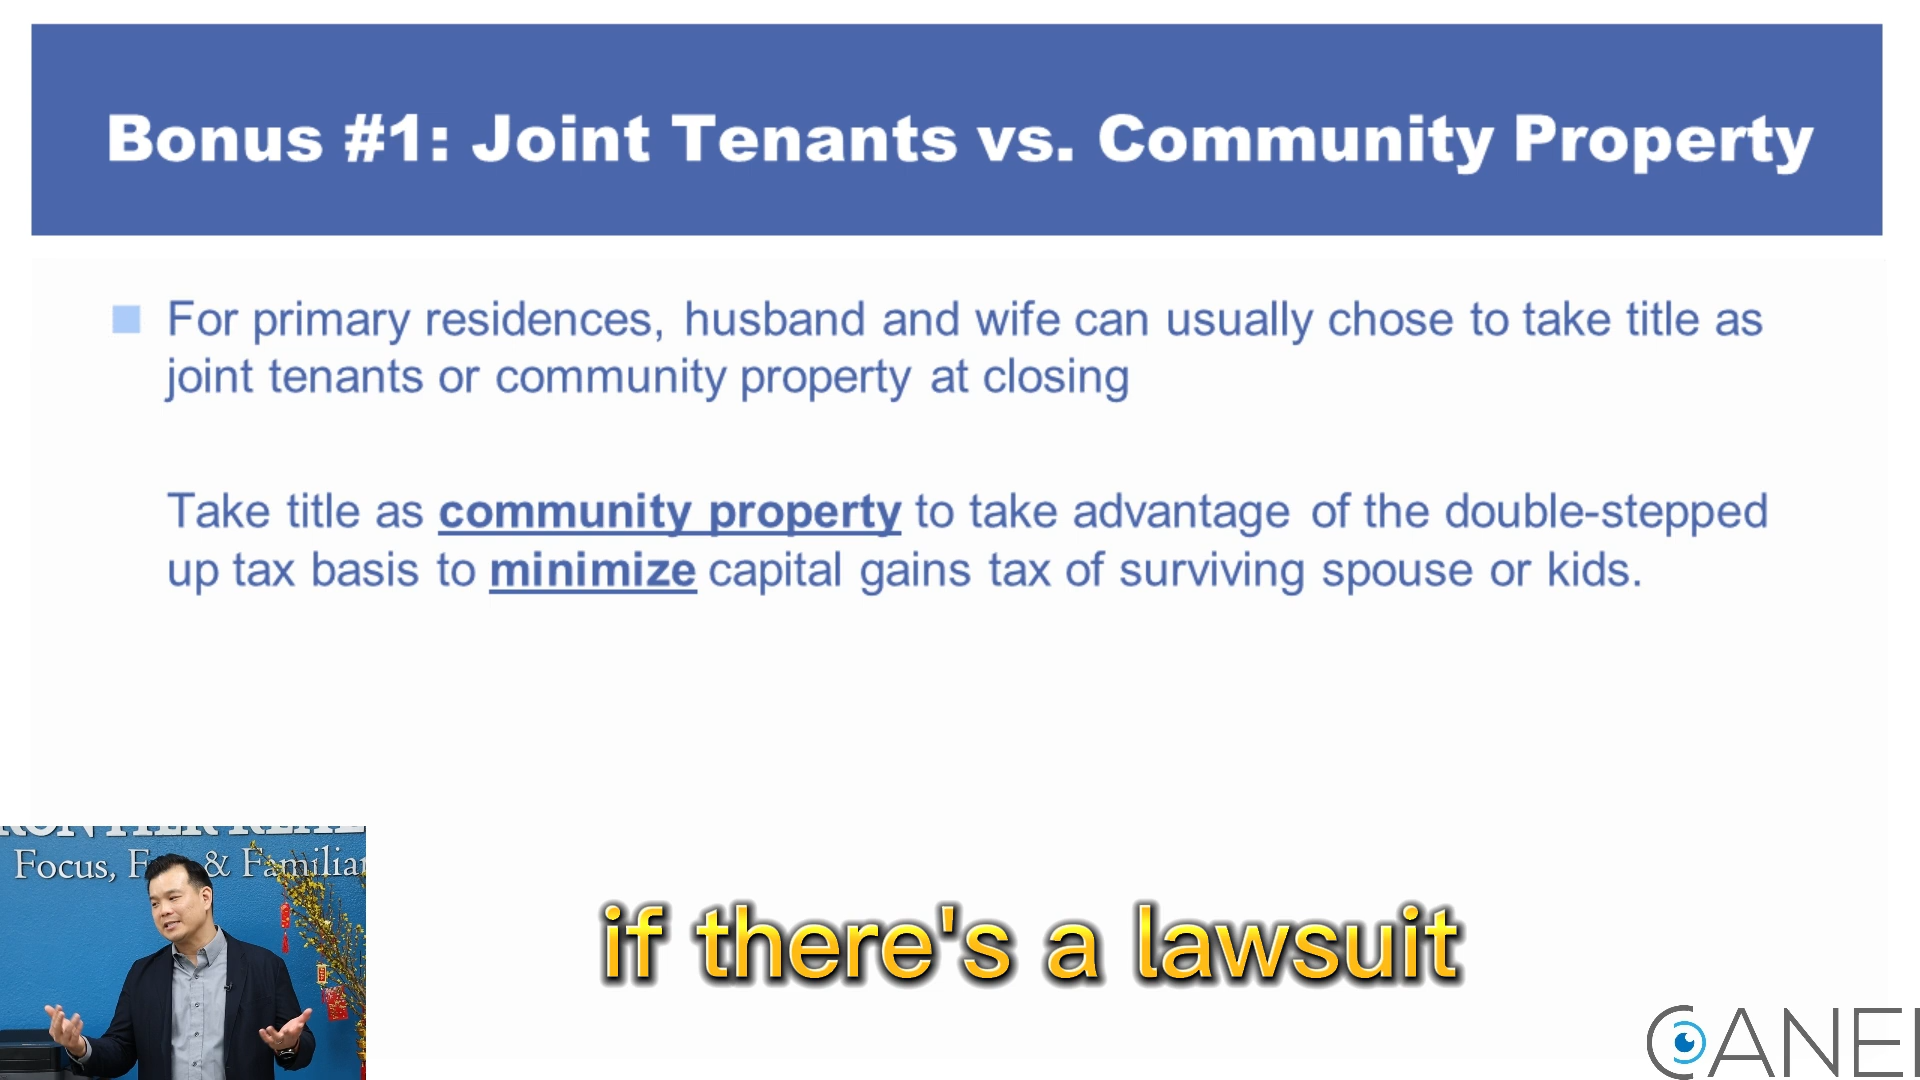 Bonus #1: Joint Tenants vs. Community Property
For primary residences, husband and wife can usually chose to take title as
joint tenants or community property at closing
Take title as community property to take advantage of the double-stepped
up tax basis to minimize capital gains tax of surviving spouse or kids.
Focus, & Familiar
if there's a lawsuit
CANEI